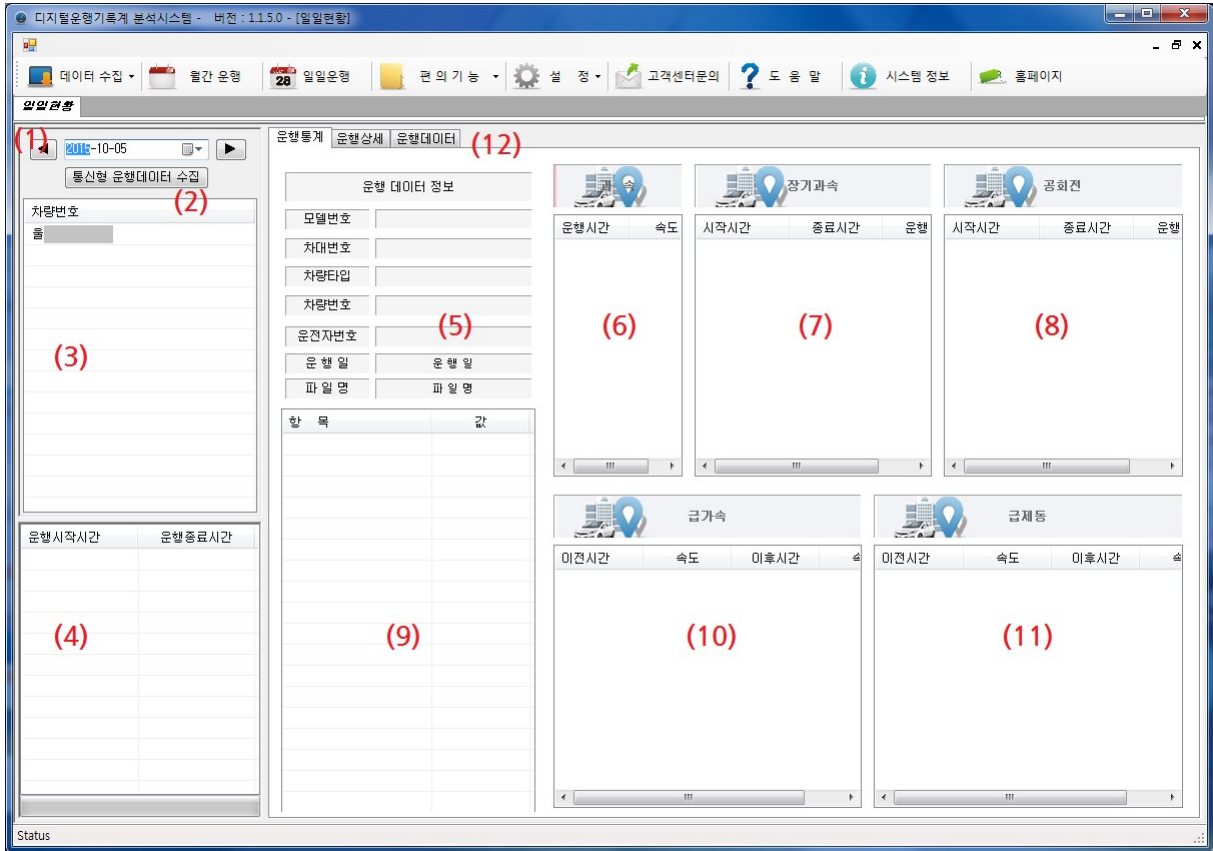 디지털운행기록계 분석시스템 - 버전 : 1.1.5.0 - [일일현황]
데이터 수집 월간 운행 28 일일운행 편 의 기 능 설 정 고객센터문의 ? 도 움 말 i 시스템 정보 홈페이지
일일현황
(1) 2015-10-05
통신형 운행데이터 수집
(2)
차량번호
울
(3)
운행시작시간 운행종료시간
(4)
운행통계 운행상세 운행데이터 (12)
운행 데이터 정보
모델번호
차대번호
차량타입
차량번호
운전자번호
(5)
운 행 일 운 행 일
파 일 명 파 일 명
항 목 값
(9)
과 속
운행시간 속도
(6)
장기과속
시작시간 종료시간 운행
(7)
공회전
시작시간 종료시간 운행
(8)
급가속
이전시간 속도 이후시간
(10)
급제동
이전시간 속도 이후시간
(11)
Status